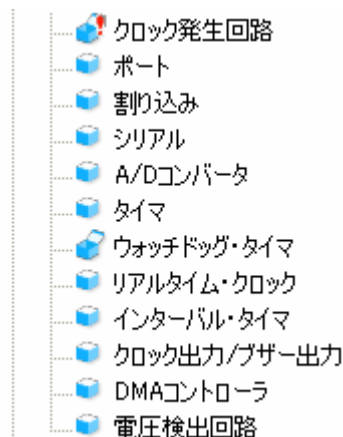 クロック発生回路
ポート
割り込み
シリアル
A/Dコンバータ
タイマ
ウォッチドッグ・タイマ
リアルタイム・クロック
インターバル・タイマ
クロック出力/ブザー出力
DMAコントローラ
電圧検出回路